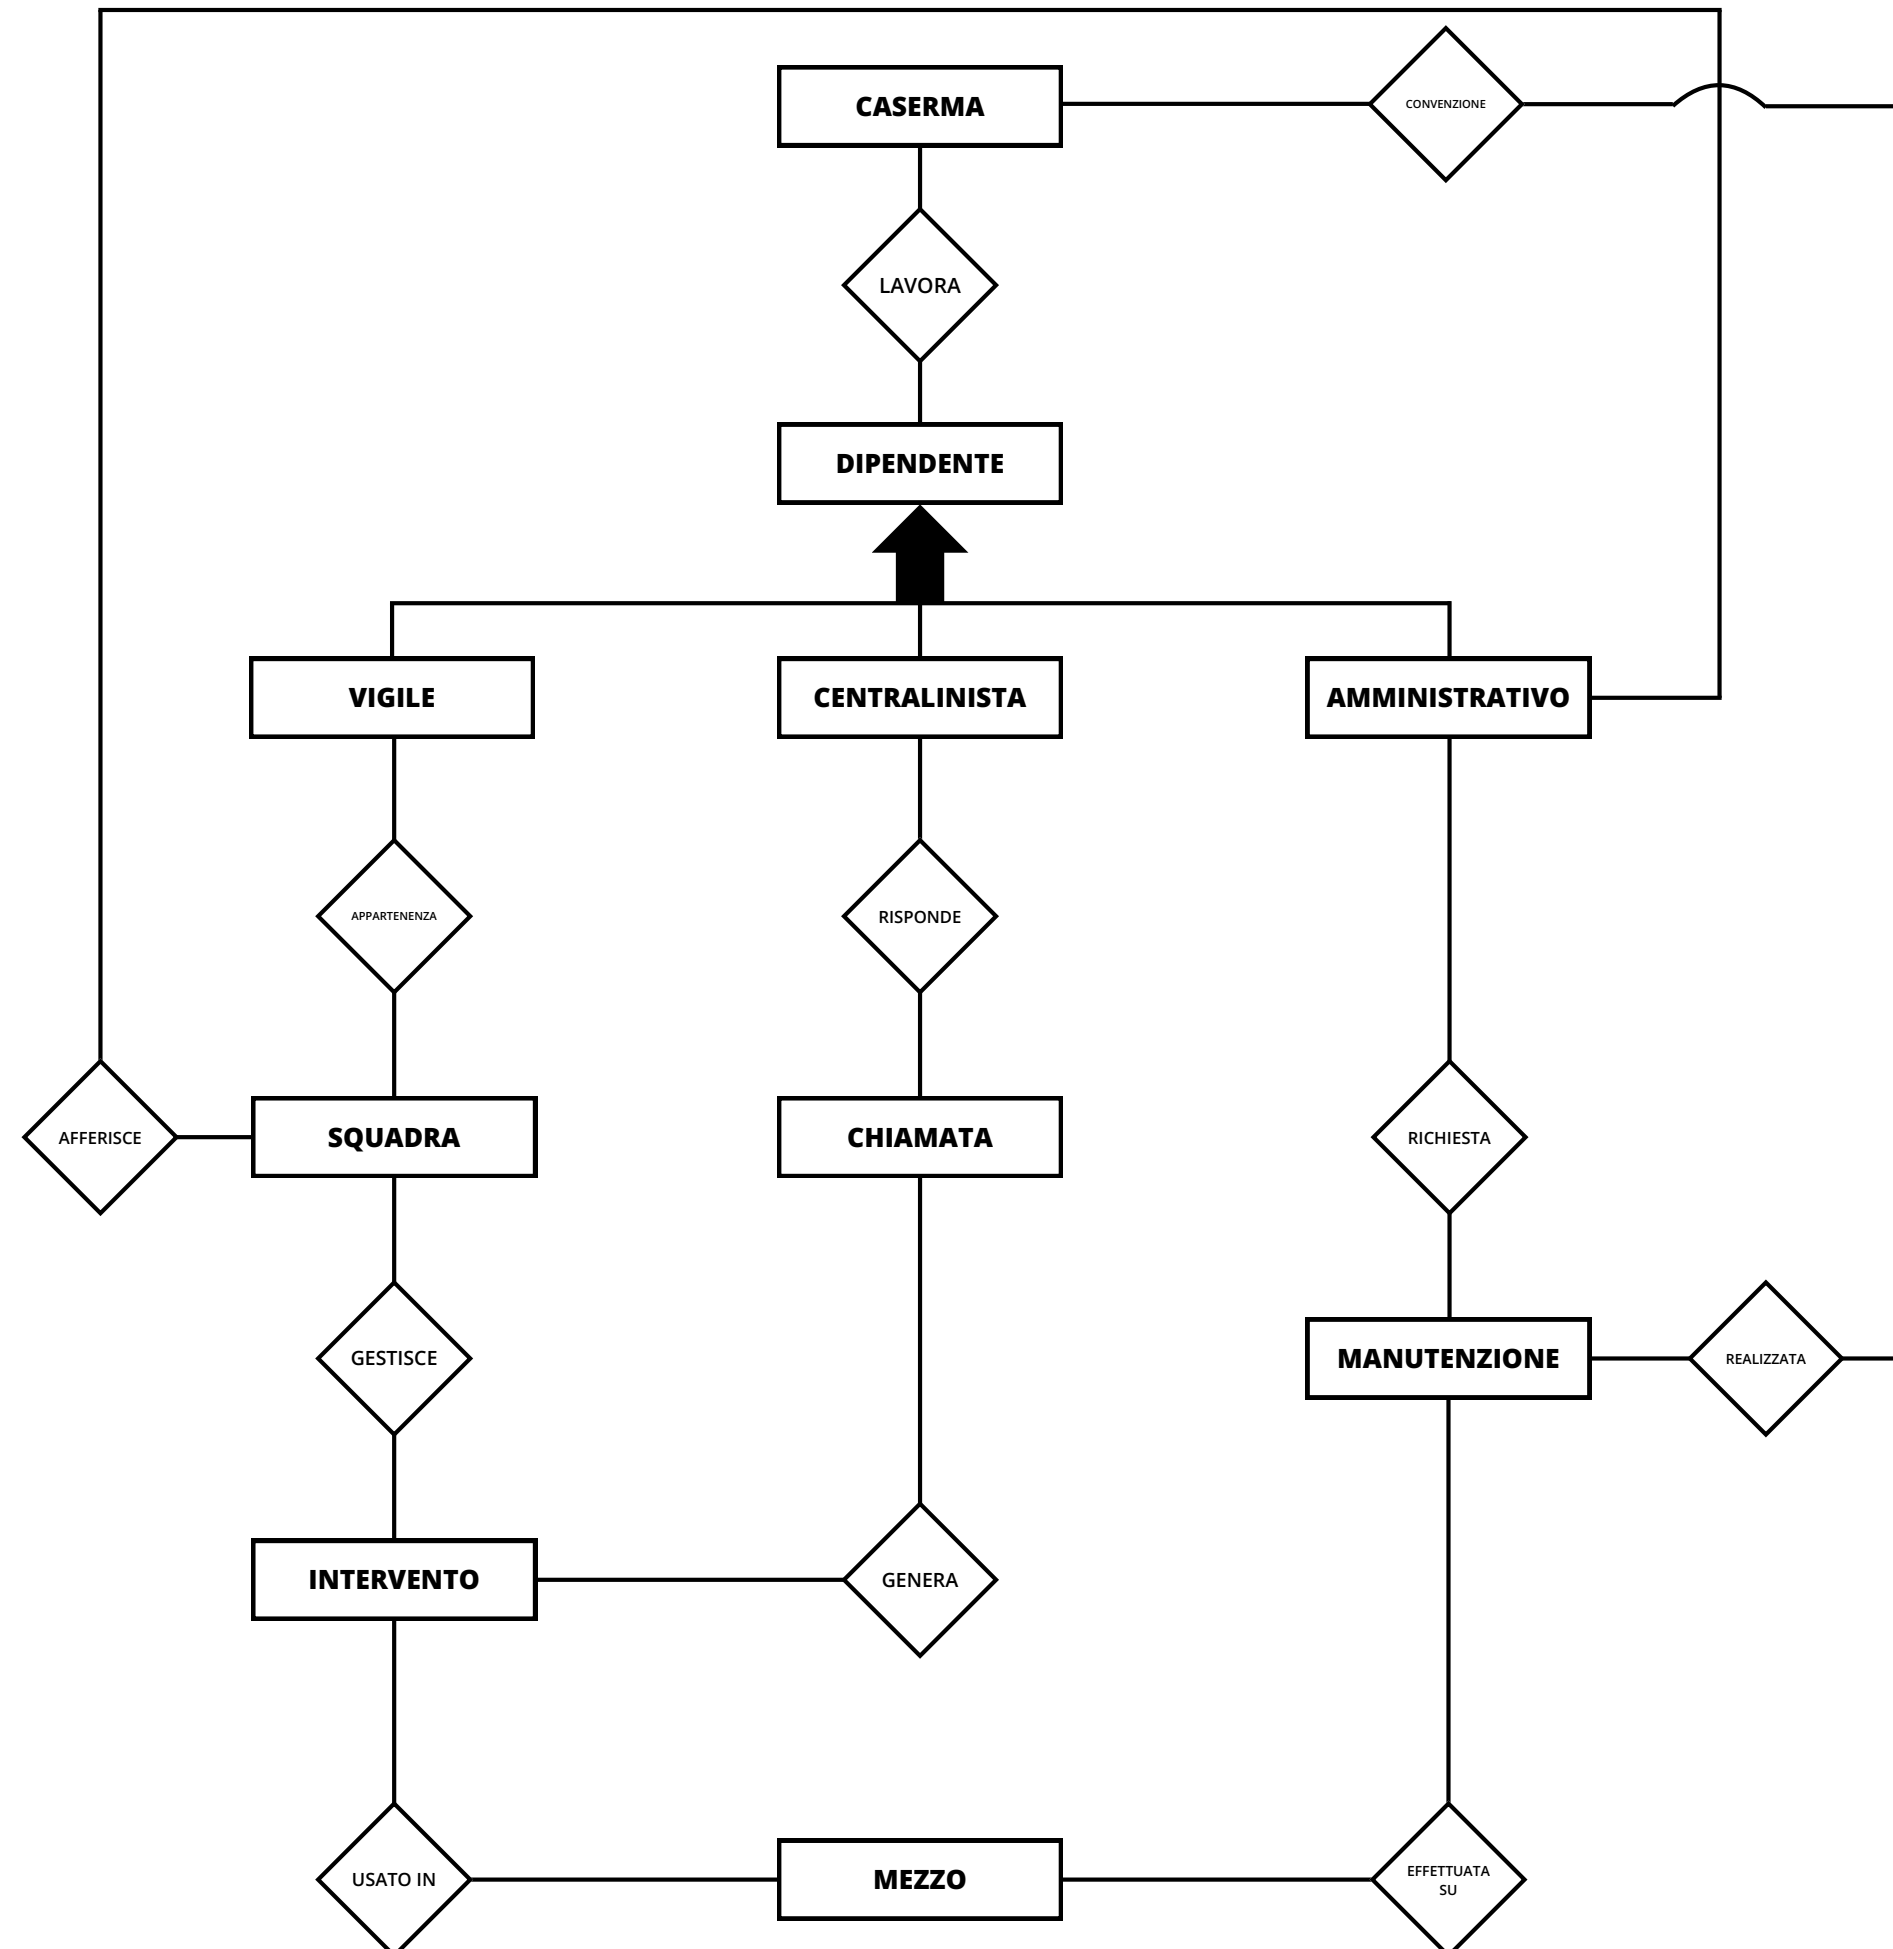 CASERMA
CONVENZIONE
LAVORA
DIPENDENTE
VIGILE
CENTRALINISTA
AMMINISTRATIVO
APPARTENENZA
RISPONDE
AFFERISCE
SQUADRA
CHIAMATA
RICHIESTA
GESTISCE
MANUTENZIONE
REALIZZATA
INTERVENTO
GENERA
USATO IN
MEZZO
EFFETTUATA
SU